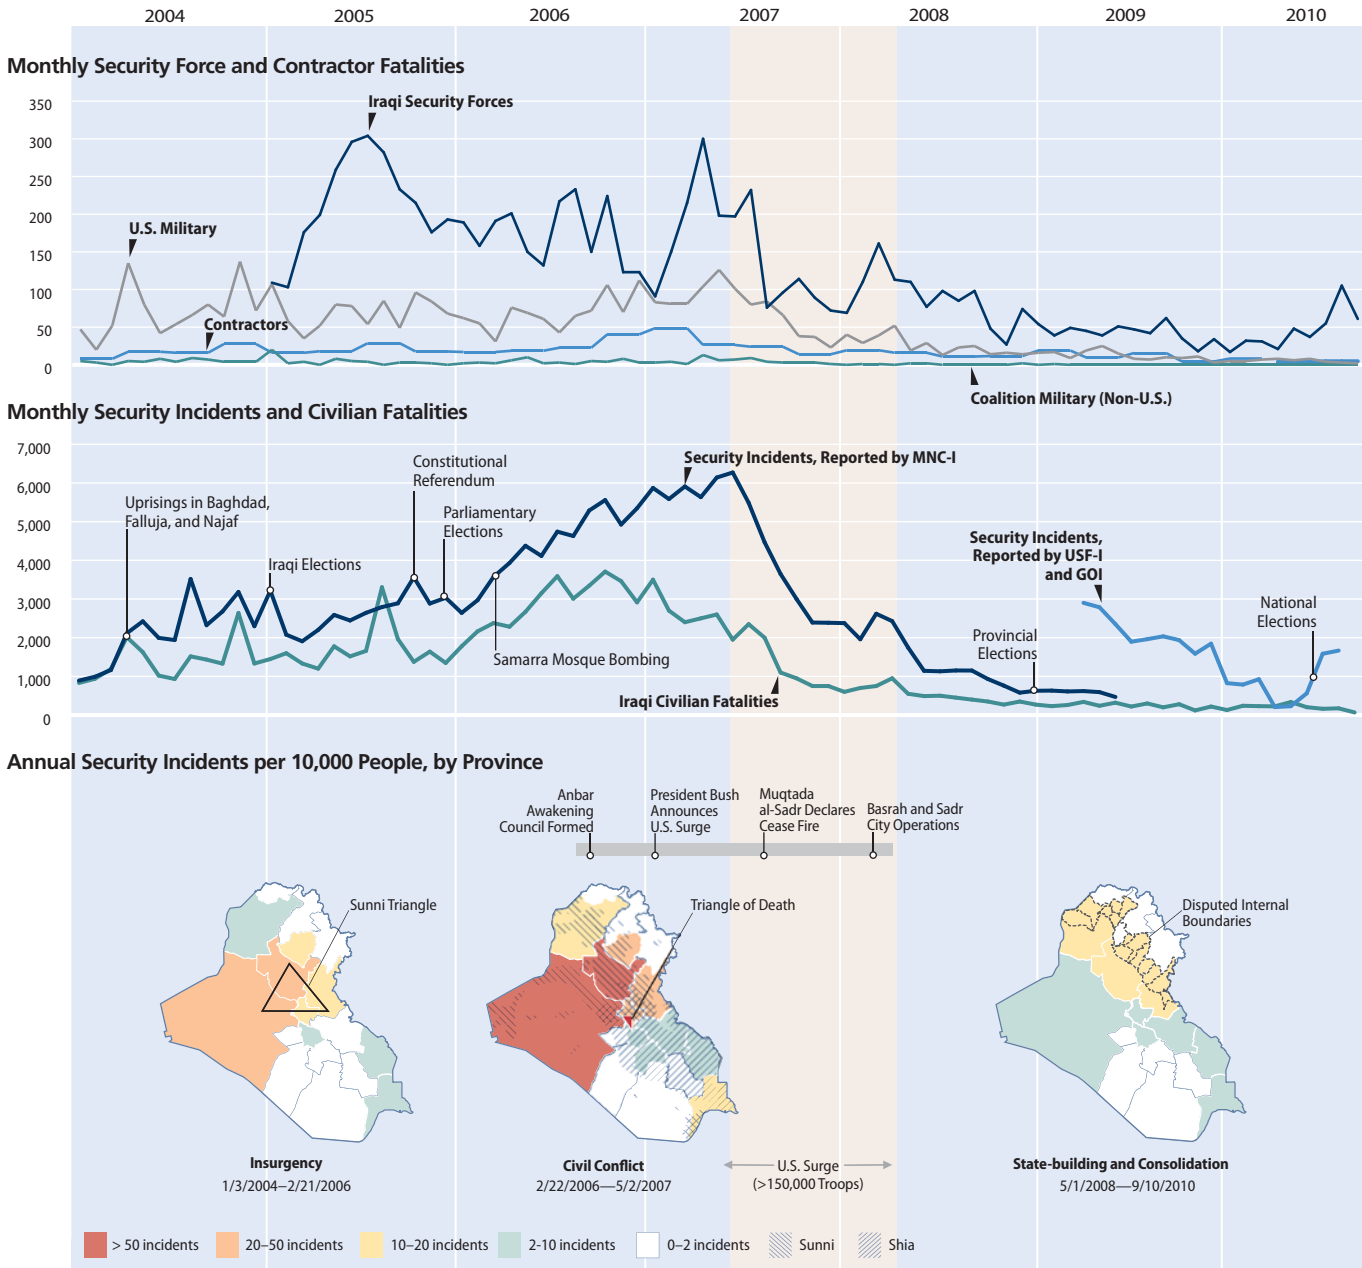 2004 2005 2006 2007 2008 2009 2010
Monthly Security Force and Contractor Fatalities
350
300
250
200
150
100
50
0
Iraqi Security Forces
U.S. Military
Contractors
Coalition Military (Non-U.S.)
Monthly Security Incidents and Civilian Fatalities
7,000
6,000
5,000
4,000
3,000
2,000
1,000
0
Uprisings in Baghdad,
Falluja, and Najaf
Iraqi Elections
Constitutional
Referendum
Parliamentary
Elections
Samarra Mosque Bombing
Security Incidents, Reported by MNC-I
Iraqi Civilian Fatalities
Security Incidents,
Reported by USF-I
and GOI
Provincial
Elections
National
Elections
Annual Security Incidents per 10,000 People, by Province
Anbar
Awakening
Council Formed
President Bush
Announces
U.S. Surge
Muqtada
al-Sadr Declares
Cease Fire
Basrah and Sadr
City Operations
Sunni Triangle
Triangle of Death
Disputed Internal
Boundaries
Insurgency
1/3/2004–2/21/2006
Civil Conflict
2/22/2006—5/2/2007
U.S. Surge
(>150,000 Troops)
State-building and Consolidation
5/1/2008—9/10/2010
> 50 incidents 20–50 incidents 10–20 incidents 2-10 incidents 0–2 incidents Sunni Shia